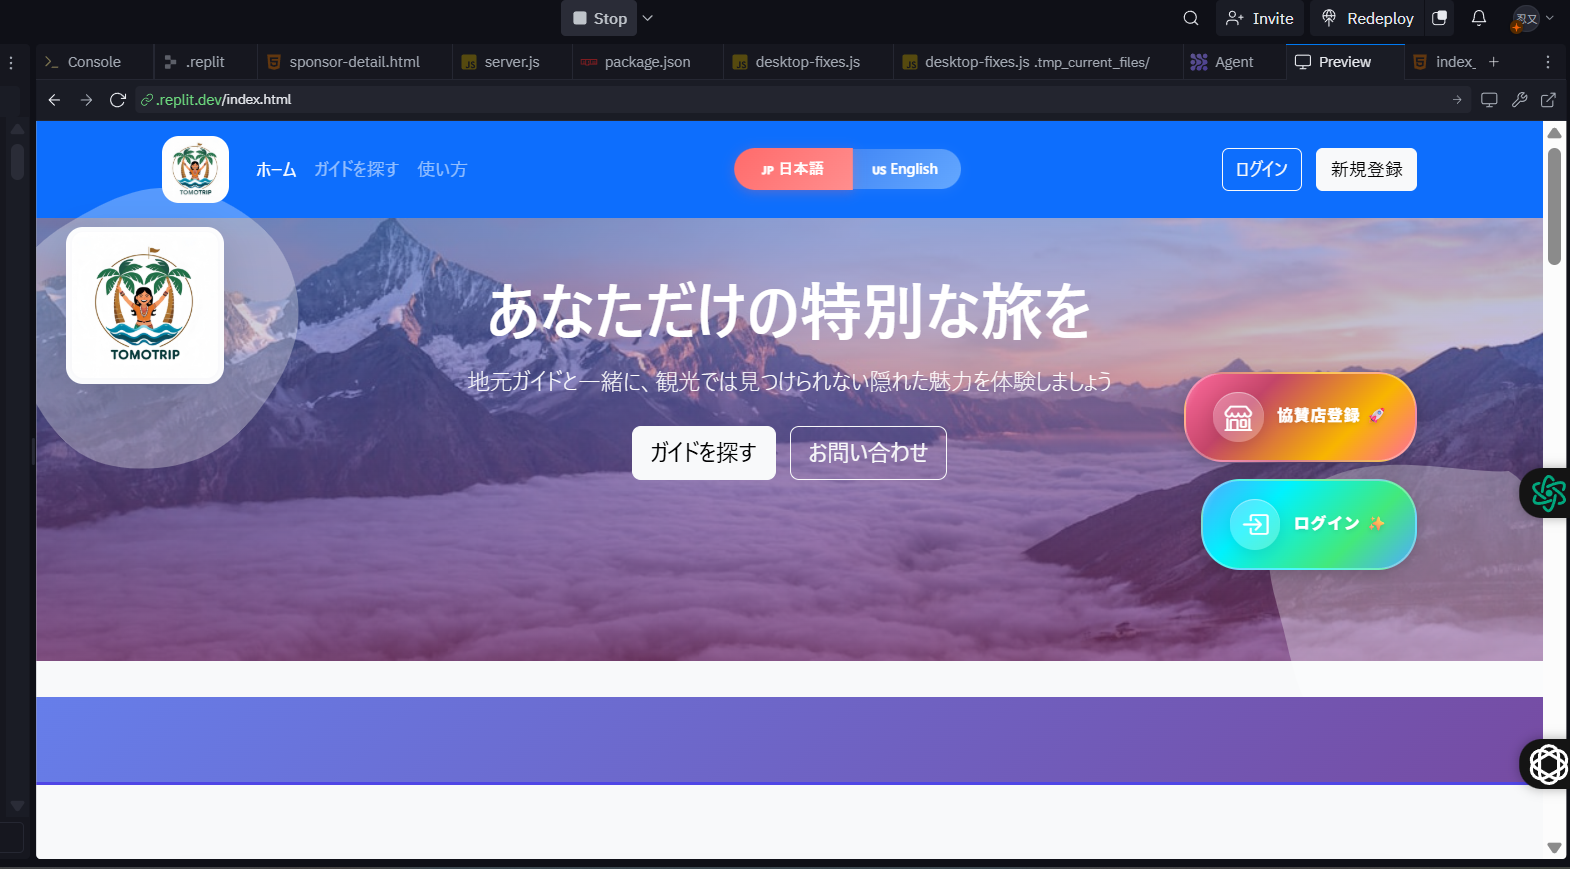 Stop
Invite
Redeploy
Console
.replit
sponsor-detail.html
server.js
package.json
desktop-fixes.js
desktop-fixes.js .tmp_current_files/
Agent
Preview
index_
.replit.dev/index.html
TOMOTRIP
ホーム
ガイドを探す
使い方
JP 日本語
US English
ログイン
新規登録
TOMOTRIP
あなただけの特別な旅を
地元ガイドと一緒に、観光では見つけられない隠れた魅力を体験しましょう
ガイドを探す
お問い合わせ
協賛店登録 🚀
ログイン ✨